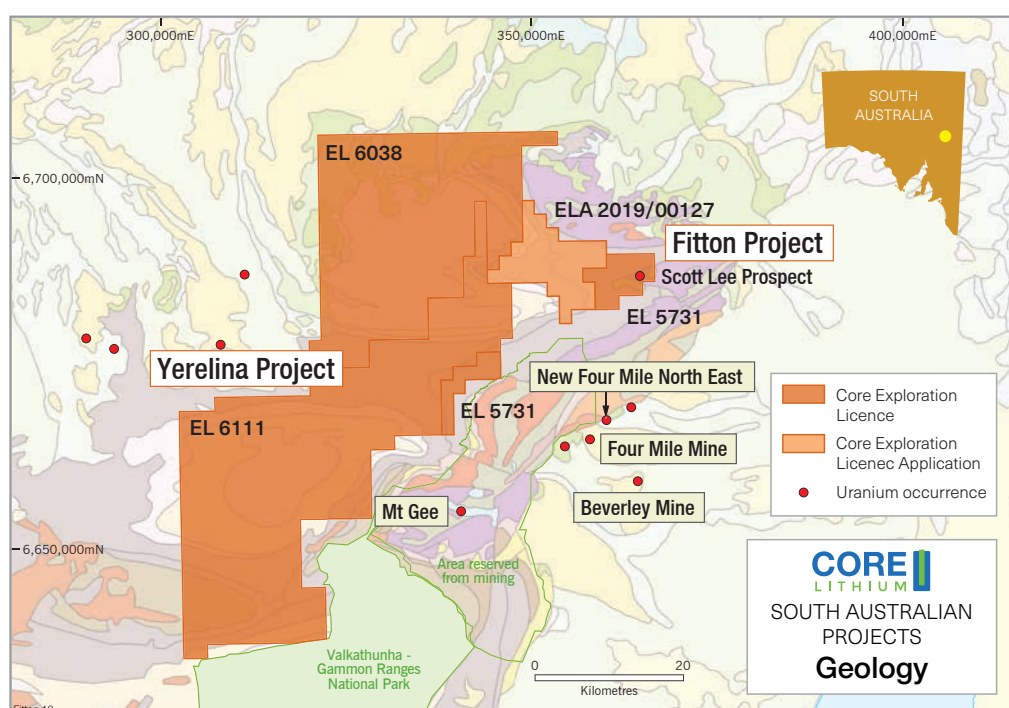 300,000mE
350,000mE
400,000mE
SOUTH
AUSTRALIA
EL 6038
6,700,000mN
ELA 2019/00127
Fitton Project
Scott Lee Prospect
EL 5731
Yerelina Project
New Four Mile North East
EL 5731
EL 6111
Four Mile Mine
Beverley Mine
Mt Gee
Core Exploration
Licence
Core Exploration
Licenec Application
Uranium occurrence
6,650,000mN
Area reserved
from mining
CORE
LITHIUM
SOUTH AUSTRALIAN
PROJECTS
Geology
Valkathunha -
Gammon Ranges
National Park
0
20
Kilometres